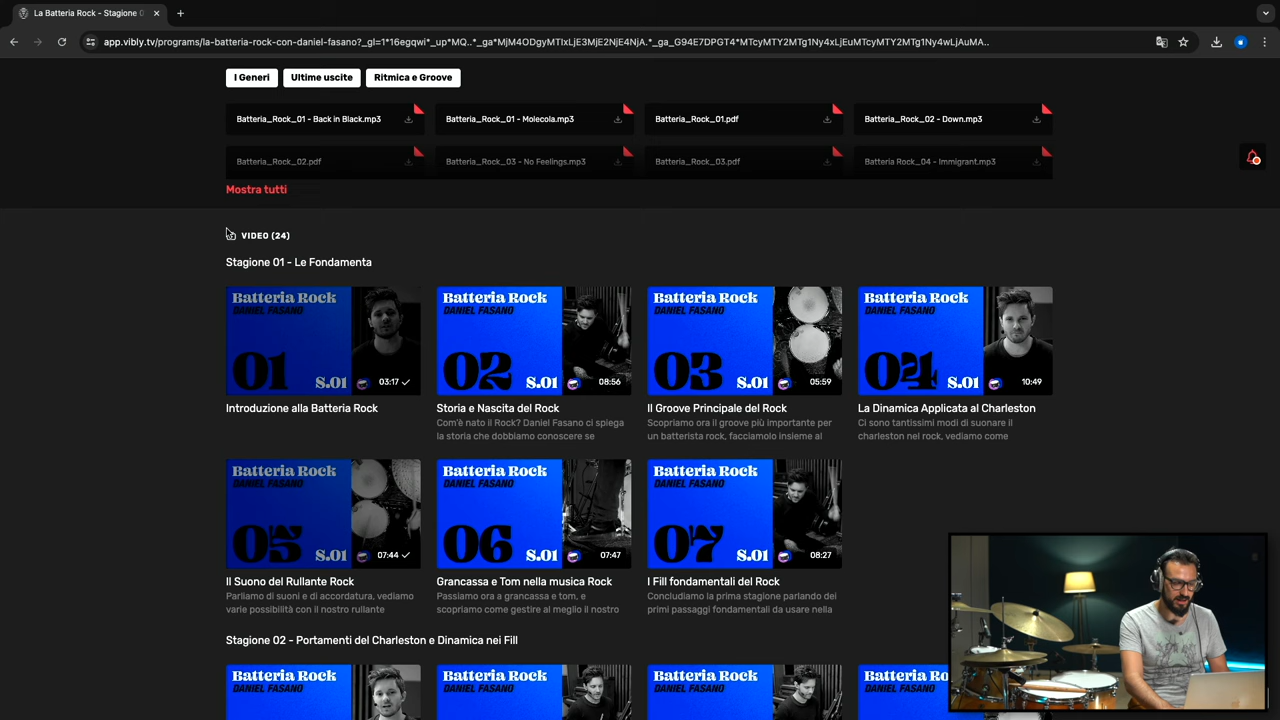 La Batteria Rock - Stagione 0
app.vibly.tv/programs/la-batteria-rock-con-daniel-fasano?_gl=1*16egqwi*_up*MQ..*_ga*MjM4ODgyMTIxLjE3MjE2NjE4NjA.*_ga_G94E7DPGT4*MTcyMTY2MTg1Ny4xLjEuMTcyMTY2MTg1Ny4wLjAuMA..
I Generi
Ultime uscite
Ritmica e Groove
Batteria_Rock_01 - Back in Black.mp3
Batteria_Rock_01 - Molecola.mp3
Batteria_Rock_01.pdf
Batteria_Rock_02 - Down.mp3
Batteria_Rock_02.pdf
Batteria_Rock_03 - No Feelings.mp3
Batteria_Rock_03.pdf
Batteria Rock_04 - Immigrant.mp3
Mostra tutti
VIDEO (24)
Stagione 01 - Le Fondamenta
Batteria Rock
DANIEL FASANO
01
S.01
03:17
Introduzione alla Batteria Rock
Batteria Rock
DANIEL FASANO
02
S.01
08:56
Storia e Nascita del Rock
Com'è nato il Rock? Daniel Fasano ci spiega
la storia che dobbiamo conoscere se
Batteria Rock
DANIEL FASANO
03
S.01
05:59
Il Groove Principale del Rock
Scopriamo ora il groove più importante per
un batterista rock, facciamolo insieme al
Batteria Rock
DANIEL FASANO
04
S.01
10:49
La Dinamica Applicata al Charleston
Ci sono tantissimi modi di suonare il
charleston nel rock, vediamo come
Batteria Rock
DANIEL FASANO
05
S.01
07:44
Il Suono del Rullante Rock
Parliamo di suoni e di accordatura, vediamo
varie possibilità con il nostro rullante
Batteria Rock
DANIEL FASANO
06
S.01
07:47
Grancassa e Tom nella musica Rock
Passiamo ora a grancassa e tom, e
scopriamo come gestire al meglio il nostro
Batteria Rock
DANIEL FASANO
07
S.01
08:27
I Fill fondamentali del Rock
Concludiamo la prima stagione parlando dei
primi passaggi fondamentali da usare nella
Stagione 02 - Portamenti del Charleston e Dinamica nei Fill
Batteria Rock
DANIEL FASANO
Batteria Rock
DANIEL FASANO
Batteria Rock
DANIEL FASANO
Batteria Ro
DANIEL FASANO